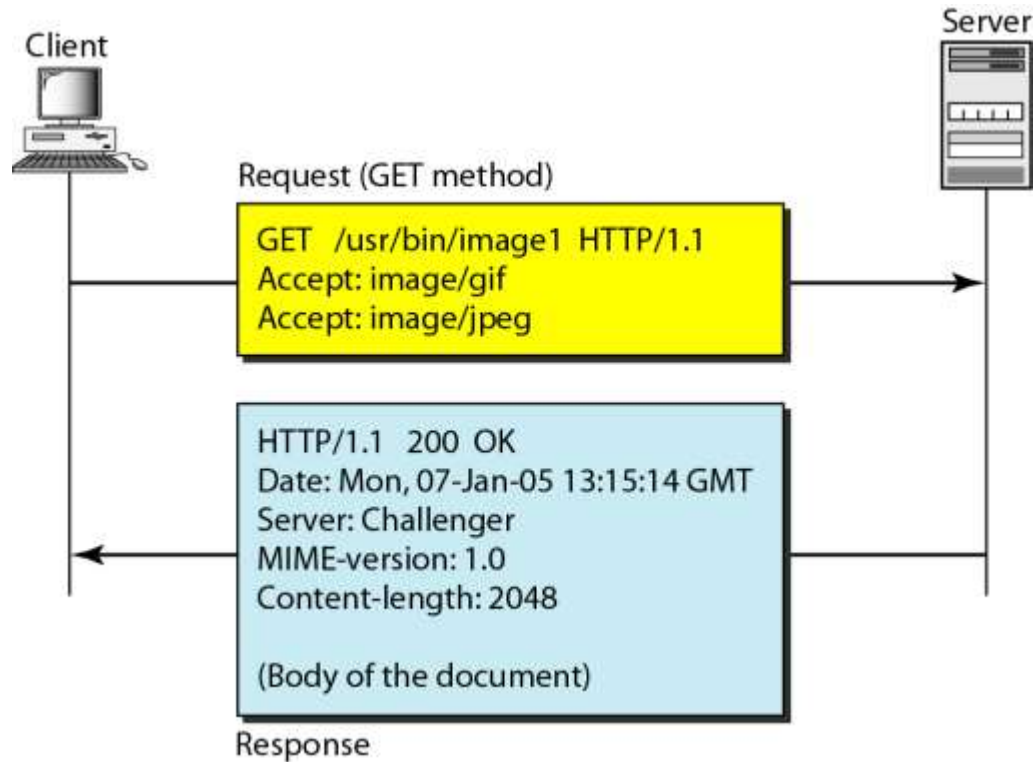 Client
Server
Request (GET method)
GET /usr/bin/image1 HTTP/1.1
Accept: image/gif
Accept: image/jpeg
HTTP/1.1 200 OK
Date: Mon, 07-Jan-05 13:15:14 GMT
Server: Challenger
MIME-version: 1.0
Content-length: 2048
(Body of the document)
Response